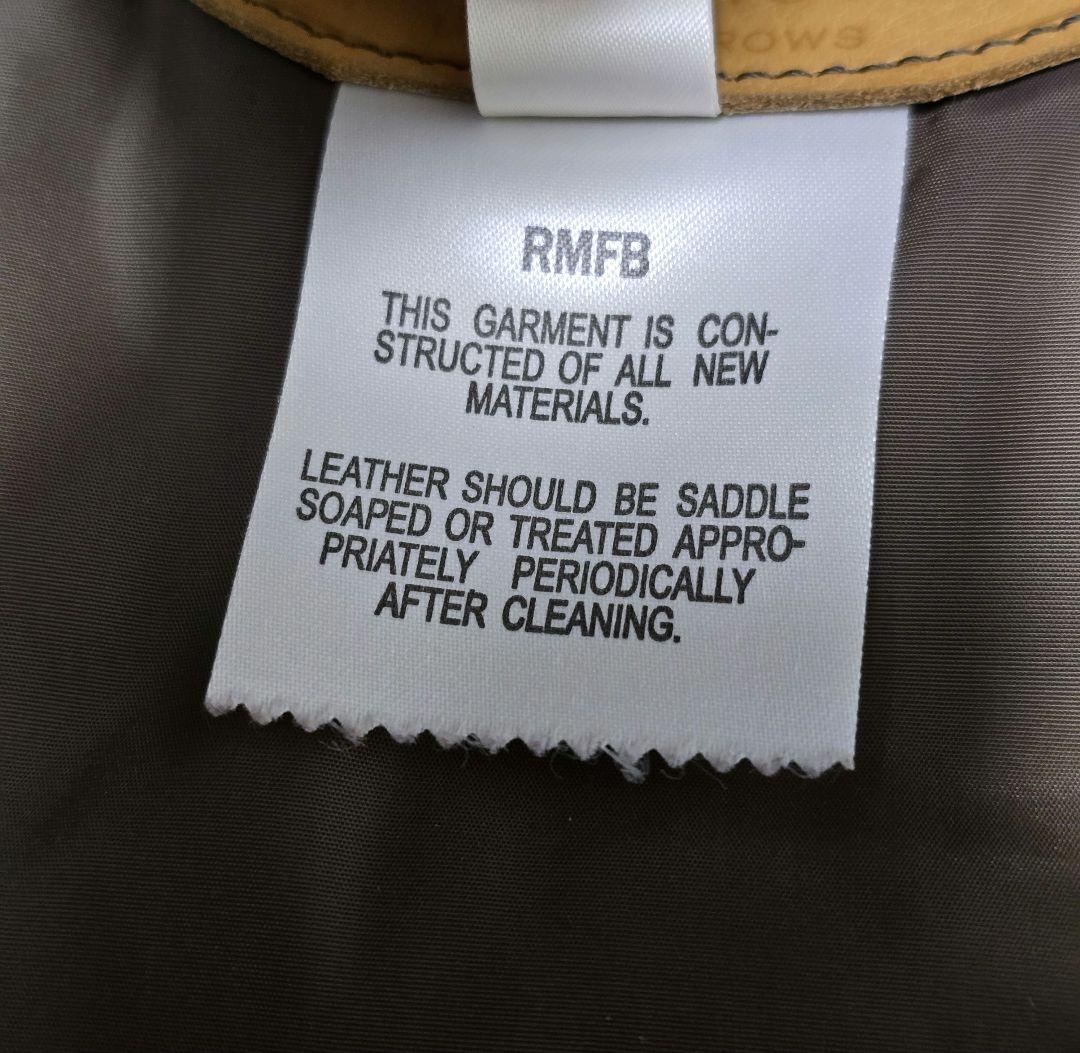 ROWS
RMFB
THIS GARMENT IS CON-
STRUCTED OF ALL NEW
MATERIALS.
LEATHER SHOULD BE SADDLE
SOAPED OR TREATED APPRO-
PRIATELY PERIODICALLY
AFTER CLEANING.